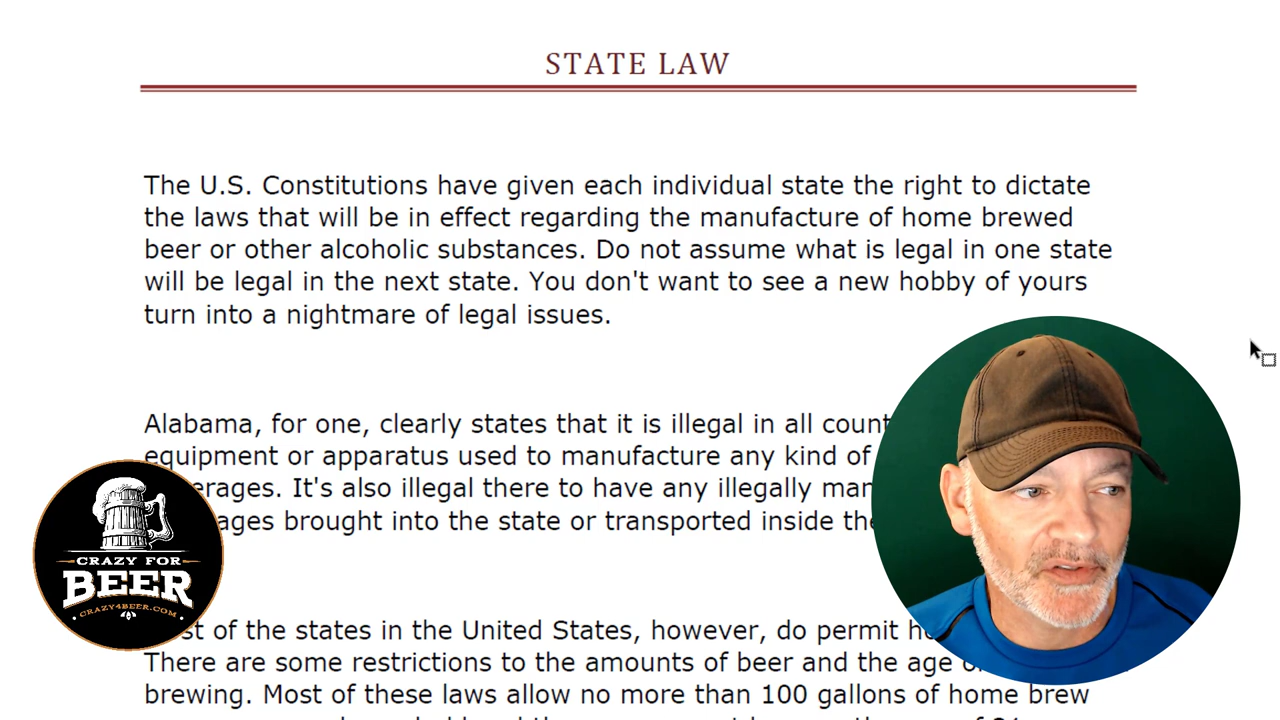 STATE LAW
The U.S. Constitutions have given each individual state the right to dictate
the laws that will be in effect regarding the manufacture of home brewed
beer or other alcoholic substances. Do not assume what is legal in one state
will be legal in the next state. You don't want to see a new hobby of yours
turn into a nightmare of legal issues.
Alabama, for one, clearly states that it is illegal in all
equipment or apparatus used to manufacture any kind of
It's also illegal there to have any illegally
brought into the state or transported inside
of the states in the United States, however, do permit
There are some restrictions to the amounts of beer and the age
brewing. Most of these laws allow no more than 100 gallons of home brew
CRAZY FOR
BEER
CRAZY4BEER.COM